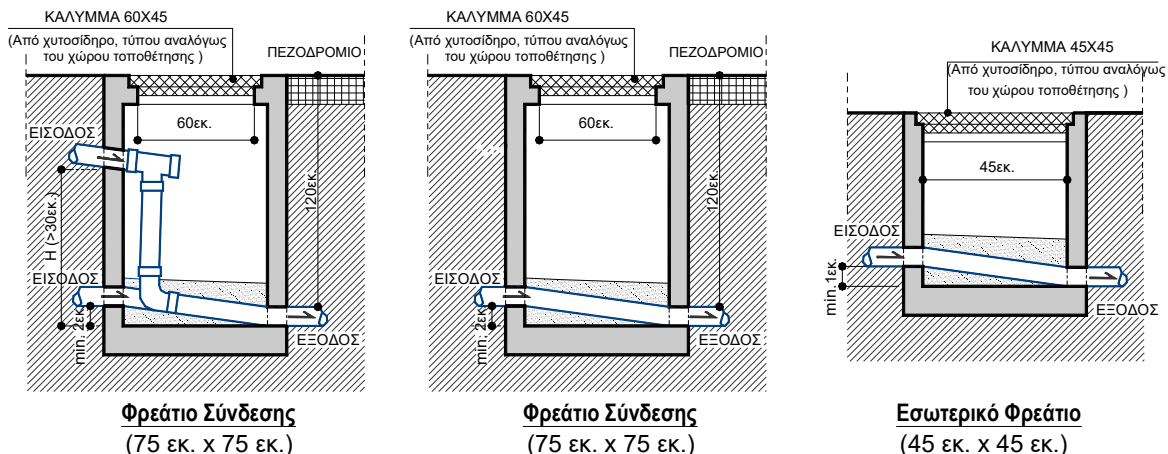 ΚΑΛΥΜΜΑ 60Χ45
(Από χυτοσίδηρο, τύπου αναλόγως
του χώρου τοποθέτησης )
ΠΕΖΟΔΡΟΜΙΟ
60εκ.
ΕΙΣΟΔΟΣ
120εκ.
Η (>30εκ.)
ΕΙΣΟΔΟΣ
min. 2εκ.
ΕΞΟΔΟΣ
Φρεάτιο Σύνδεσης
(75 εκ. x 75 εκ.)
ΚΑΛΥΜΜΑ 60Χ45
(Από χυτοσίδηρο, τύπου αναλόγως
του χώρου τοποθέτησης )
ΠΕΖΟΔΡΟΜΙΟ
60εκ.
120εκ.
ΕΙΣΟΔΟΣ
min. 2εκ.
ΕΞΟΔΟΣ
Φρεάτιο Σύνδεσης
(75 εκ. x 75 εκ.)
ΚΑΛΥΜΜΑ 45Χ45
(Από χυτοσίδηρο, τύπου αναλόγως
του χώρου τοποθέτησης )
45εκ.
ΕΙΣΟΔΟΣ
min. 1εκ.
ΕΞΟΔΟΣ
Εσωτερικό Φρεάτιο
(45 εκ. x 45 εκ.)